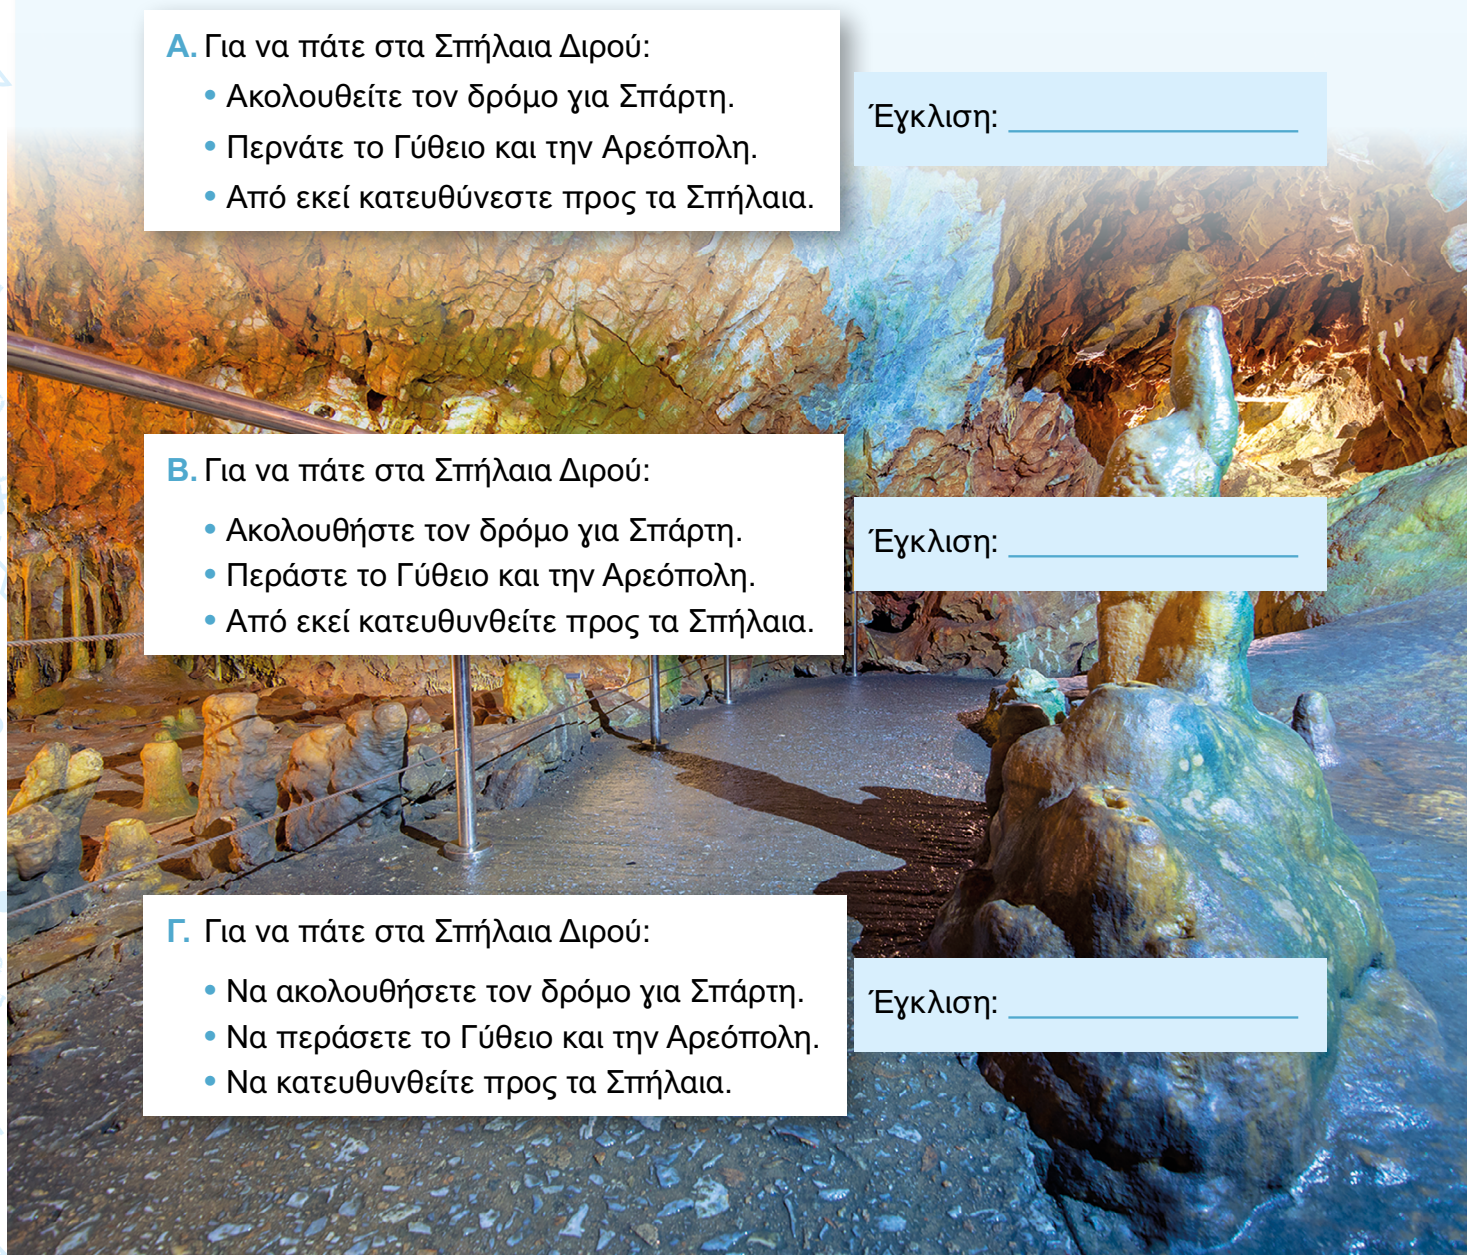 Α. Για να πάτε στα Σπήλαια Διρού:
• Ακολουθείτε τον δρόμο για Σπάρτη.
• Περνάτε το Γύθειο και την Αρεόπολη.
• Από εκεί κατευθύνεστε προς τα Σπήλαια.
Έγκλιση: ____________________
Β. Για να πάτε στα Σπήλαια Διρού:
• Ακολουθήστε τον δρόμο για Σπάρτη.
• Περάστε το Γύθειο και την Αρεόπολη.
• Από εκεί κατευθυνθείτε προς τα Σπήλαια.
Έγκλιση: ____________________
Γ. Για να πάτε στα Σπήλαια Διρού:
• Να ακολουθήσετε τον δρόμο για Σπάρτη.
• Να περάσετε το Γύθειο και την Αρεόπολη.
• Να κατευθυνθείτε προς τα Σπήλαια.
Έγκλιση: ____________________